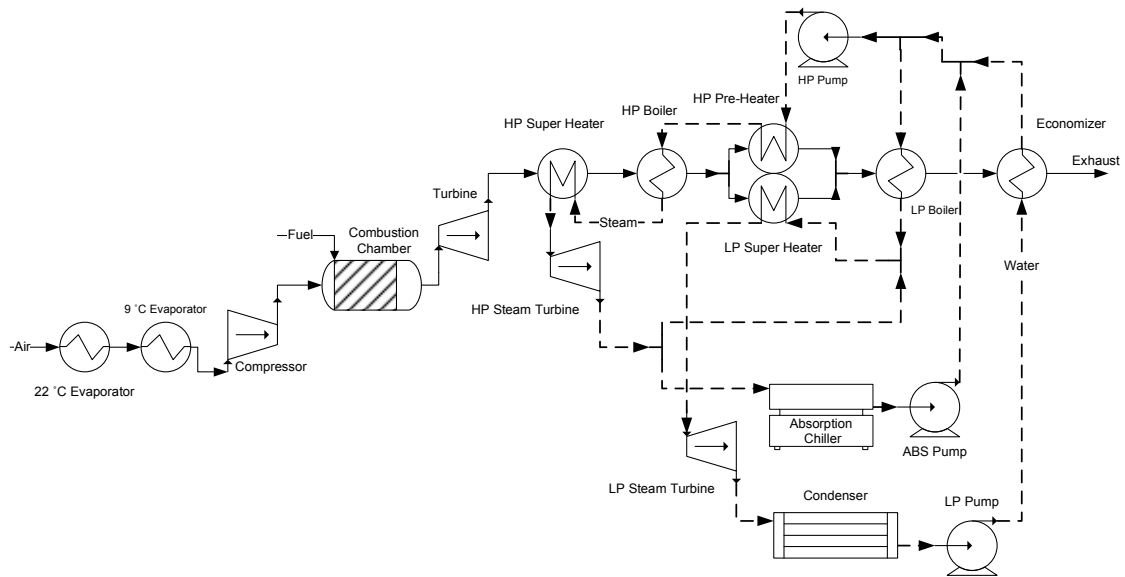 HP Pump
HP Pre-Heater
HP Boiler
HP Super Heater
Economizer
Exhaust
Turbine
LP Boiler
Steam
Fuel
Combustion
Chamber
LP Super Heater
Water
HP Steam Turbine
9 ˚C Evaporator
Air
Compressor
22 ˚C Evaporator
Absorption
Chiller
ABS Pump
LP Steam Turbine
Condenser
LP Pump